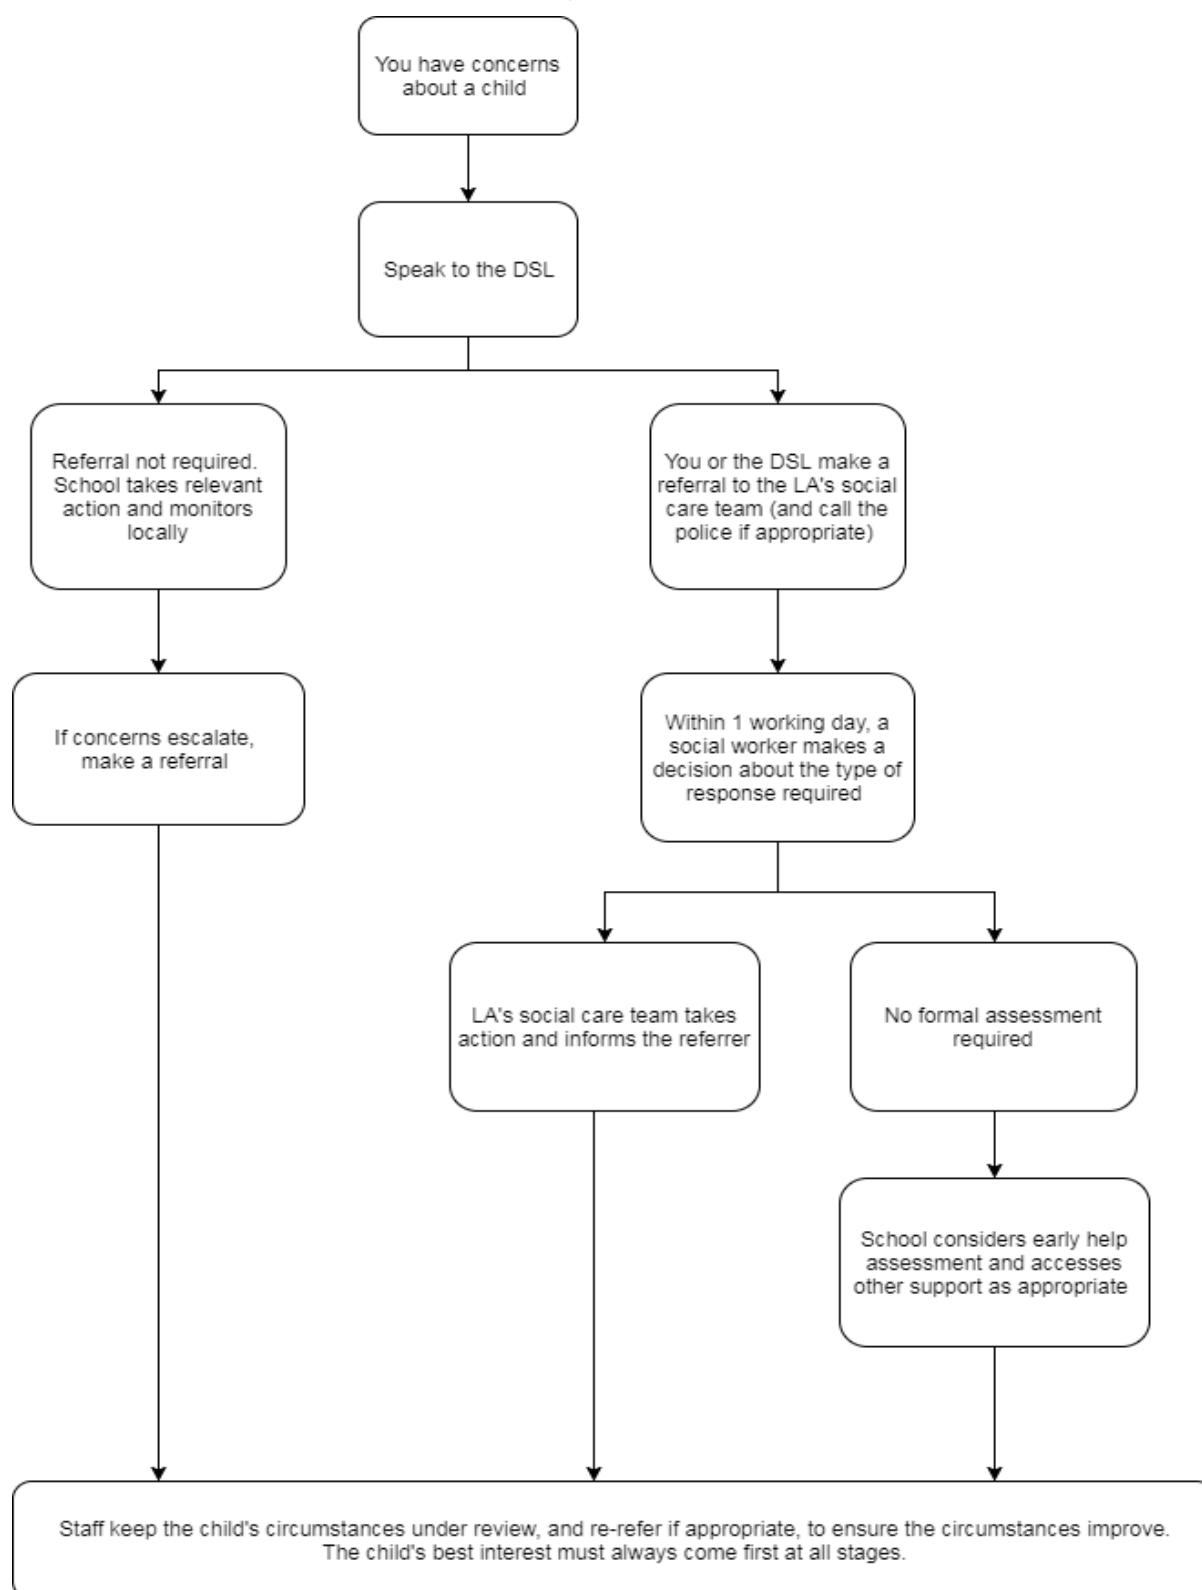 You have concerns
about a child
Speak to the DSL
Referral not required.
School takes relevant
action and monitors
locally
You or the DSL make a
referral to the LA's social
care team (and call the
police if appropriate)
If concerns escalate,
make a referral
Within 1 working day, a
social worker makes a
decision about the type of
response required
LA's social care team takes
action and informs the referrer
No formal assessment
required
School considers early help
assessment and accesses
other support as appropriate
Staff keep the child's circumstances under review, and re-refer if appropriate, to ensure the circumstances improve.
The child's best interest must always come first at all stages.